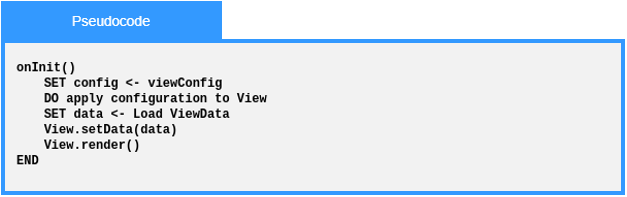 Pseudocode
onInit()
SET config <- viewConfig
DO apply configuration to View
SET data <- Load ViewData
View.setData(data)
View.render()
END